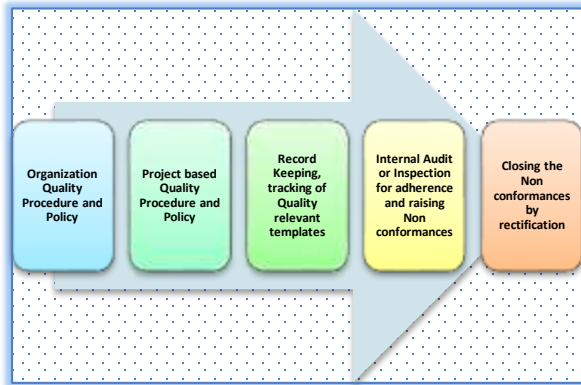 Organization
Quality
Procedure and
Policy
Project based
Quality
Procedure and
Policy
Record
Keeping,
tracking of
Quality
relevant
templates
Internal Audit
or Inspection
for adherence
and raising
Non
conformances
Closing the
Non
conformances
by
rectification